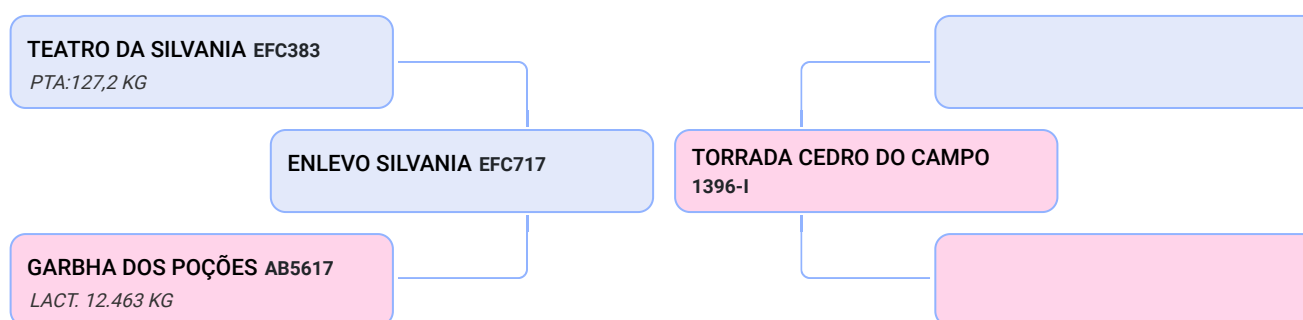 TEATRO DA SILVANIA EFC383
PTA:127,2 KG
ENLEVO SILVANIA EFC717
TORRADA CEDRO DO CAMPO
1396-I
GARBHA DOS POÇÕES AB5617
LACT. 12.463 KG